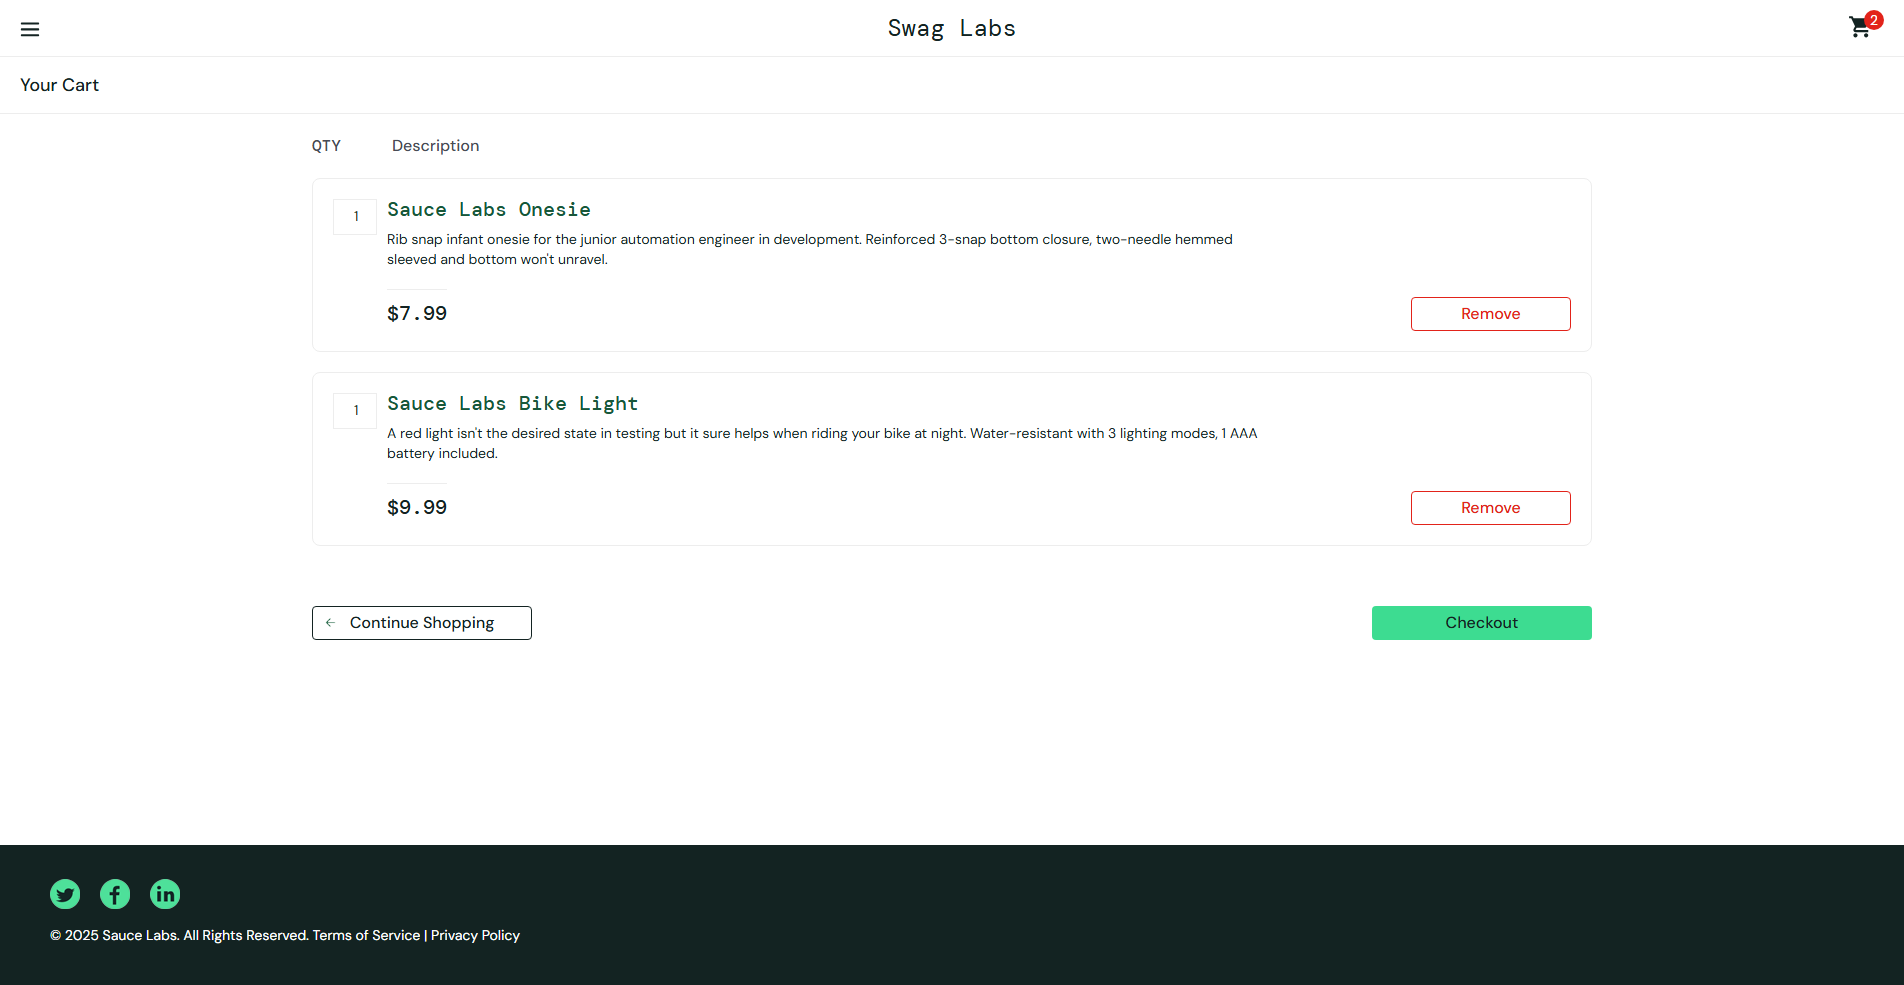 Swag Labs
2
Your Cart
QTY Description
1 Sauce Labs Onesie
Rib snap infant onesie for the junior automation engineer in development. Reinforced 3-snap bottom closure, two-needle hemmed
sleeved and bottom won't unravel.
$7.99
Remove
1 Sauce Labs Bike Light
A red light isn't the desired state in testing but it sure helps when riding your bike at night. Water-resistant with 3 lighting modes, 1 AAA
battery included.
$9.99
Remove
Continue Shopping
Checkout
© 2025 Sauce Labs. All Rights Reserved. Terms of Service | Privacy Policy